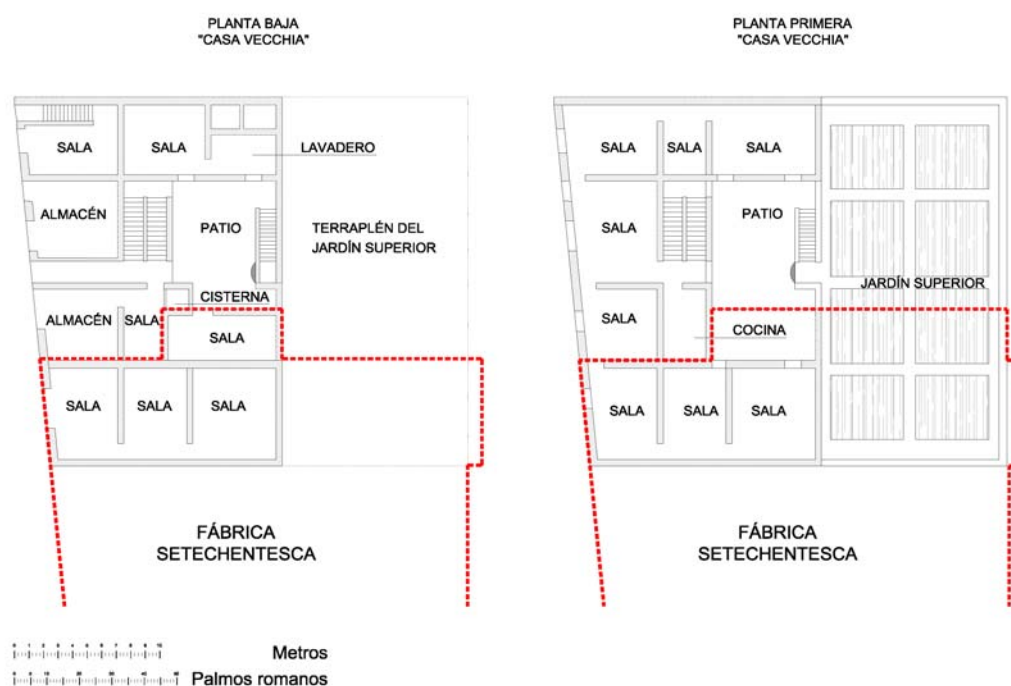 PLANTA BAJA
"CASA VECCHIA"
SALA
SALA
LAVADERO
ALMACÉN
PATIO
TERRAPLÉN DEL
JARDÍN SUPERIOR
CISTERNA
ALMACÉN
SALA
SALA
SALA
SALA
SALA
FÁBRICA
SETECHENTESCA
PLANTA PRIMERA
"CASA VECCHIA"
SALA
SALA
SALA
SALA
PATIO
JARDÍN SUPERIOR
SALA
COCINA
SALA
SALA
SALA
FÁBRICA
SETECHENTESCA
Metros
Palmos romanos